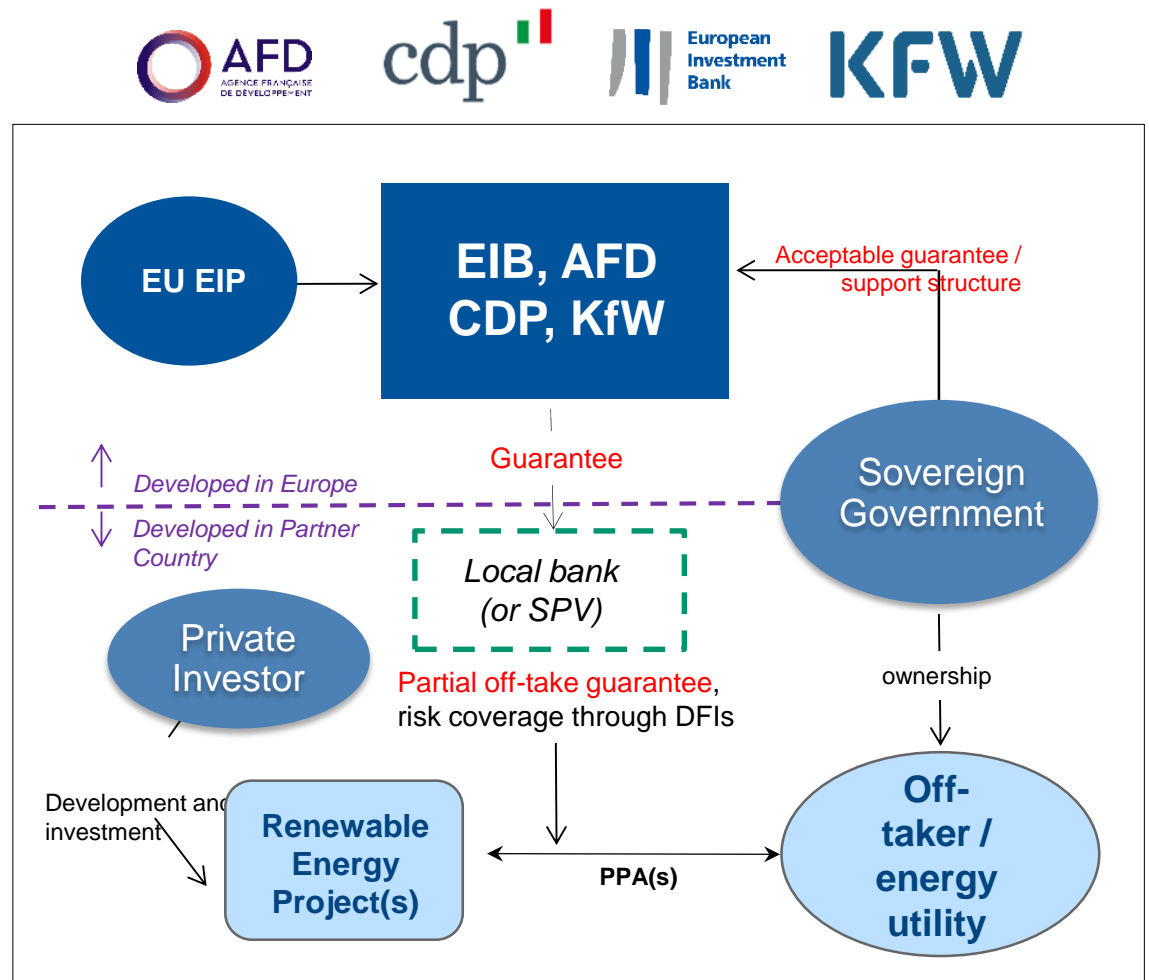 AFD
AGENCE FRANÇAISE
DE DÉVELOPPEMENT
cdp
European
Investment
Bank
KFW
EU EIP
EIB, AFD
CDP, KfW
Acceptable guarantee /
support structure
Guarantee
Sovereign
Government
Developed in Europe
Developed in Partner
Country
Local bank
(or SPV)
Private
Investor
Partial off-take guarantee,
risk coverage through DFIs
ownership
Development and
investment
Renewable
Energy
Project(s)
PPA(s)
Off-
taker /
energy
utility